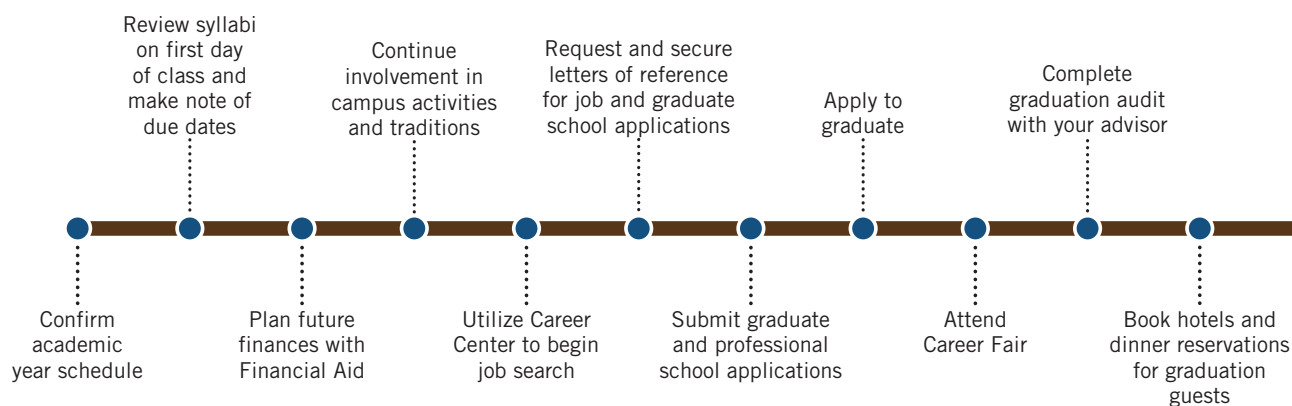 Review syllabi
on first day
of class and
make note of
due dates
Continue
involvement in
campus activities
and traditions
Request and secure
letters of reference
for job and graduate
school applications
Apply to
graduate
Complete
graduation audit
with your advisor
Confirm
academic
year schedule
Plan future
finances with
Financial Aid
Utilize Career
Center to begin
job search
Submit graduate
and professional
school applications
Attend
Career Fair
Book hotels and
dinner reservations
for graduation
guests